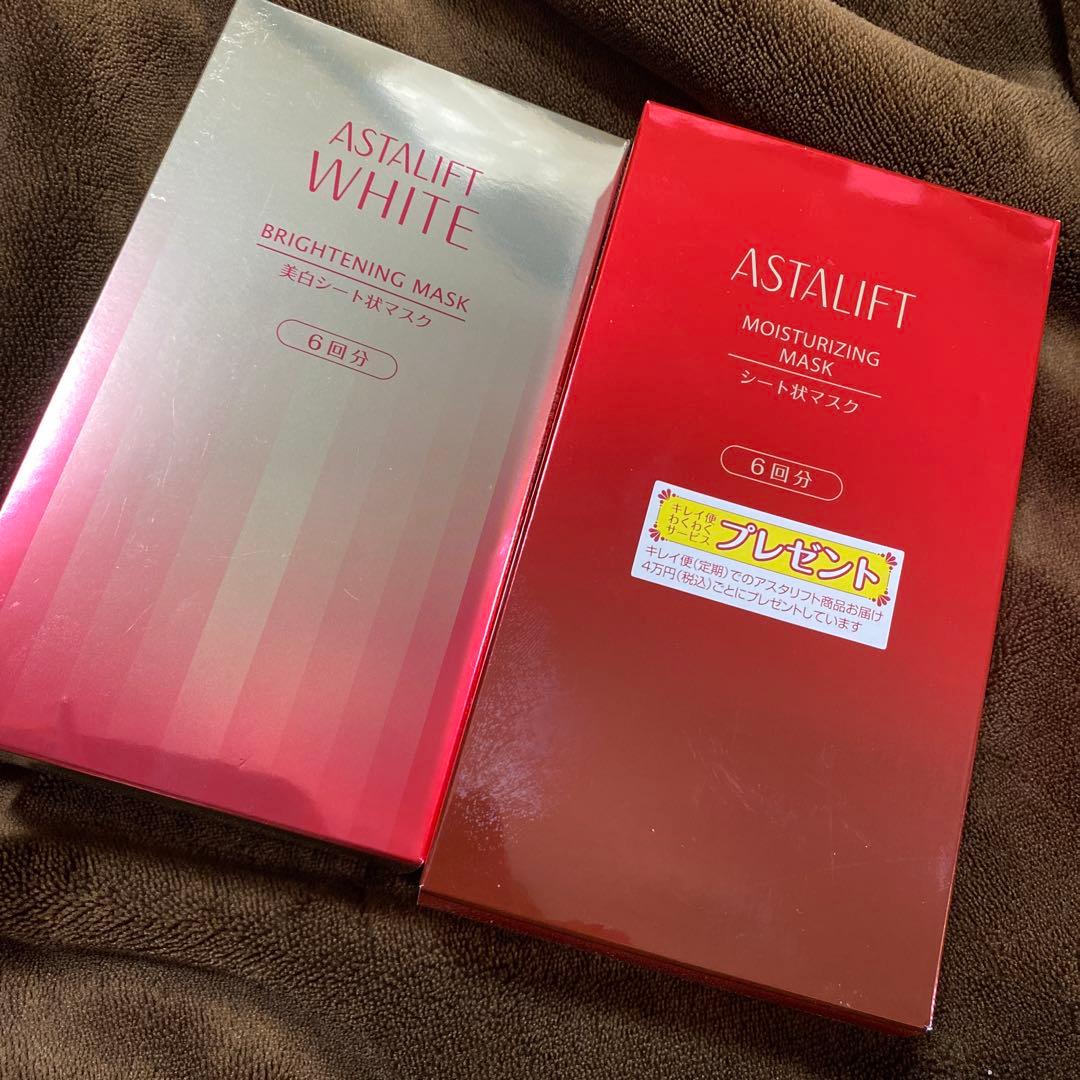 ASTALIFT
WHITE
BRIGHTENING MASK
美白シート状マスク
6回分
ASTALIFT
MOISTURIZING
MASK
シート状マスク
6回分
キレイ便
わくわく
サービス
プレゼント
キレイ便(定期)でのアスタリフト商品お届け
4万円(税込)ごとにプレゼントしています